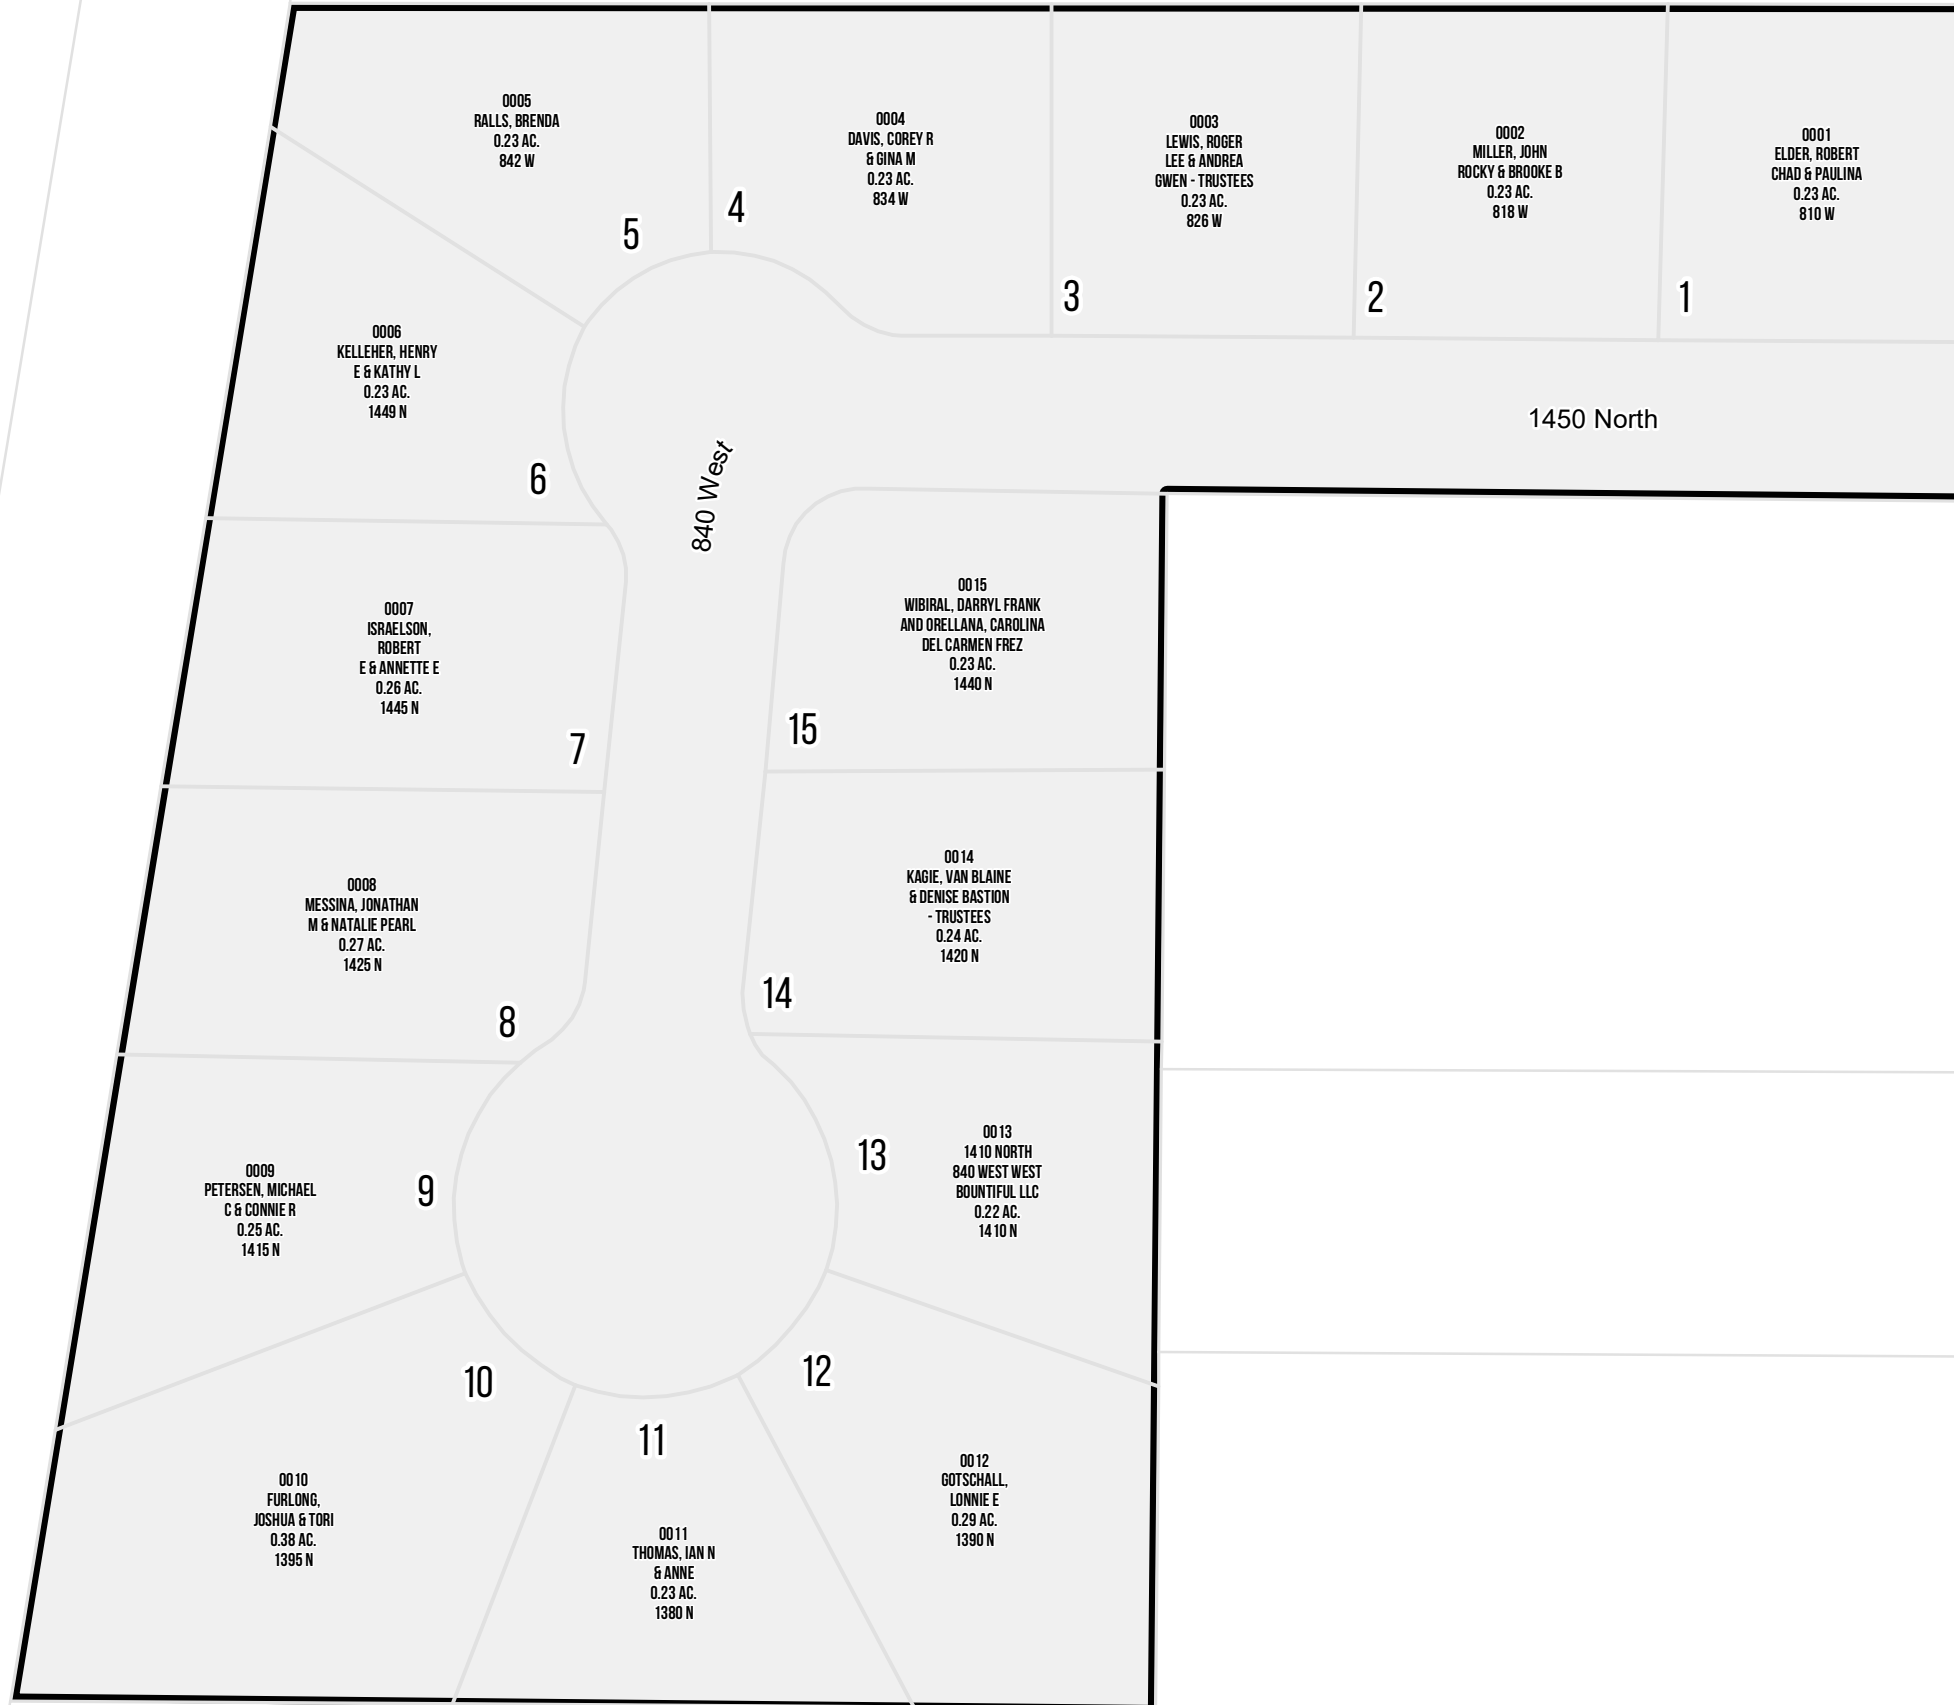 0005
RALLS, BRENDA
0.23 AC.
842 W
5
0004
DAVIS, COREY R
& GINA M
0.23 AC.
834 W
4
0003
LEWIS, ROGER
LEE & ANDREA
GWEN - TRUSTEES
0.23 AC.
826 W
3
0002
MILLER, JOHN
ROCKY & BROOKE B
0.23 AC.
818 W
2
0001
ELDER, ROBERT
CHAD & PAULINA
0.23 AC.
810 W
1
0006
KELLEHER, HENRY
E & KATHY L
0.23 AC.
1449 N
6
840 West
1450 North
0007
ISRAELSON,
ROBERT
E & ANNETTE E
0.26 AC.
1445 N
7
0015
WIBIRAL, DARRYL FRANK
AND ORELLANA, CAROLINA
DEL CARMEN FREZ
0.23 AC.
1440 N
15
0008
MESSINA, JONATHAN
M & NATALIE PEARL
0.27 AC.
1425 N
8
0014
KAGIE, VAN BLAINE
& DENISE BASTION
- TRUSTEES
0.24 AC.
1420 N
14
0009
PETERSEN, MICHAEL
C & CONNIE R
0.25 AC.
1415 N
9
13
0013
1410 NORTH
840 WEST WEST
BOUNTIFUL LLC
0.22 AC.
1410 N
10
0010
FURLONG,
JOSHUA & TORI
0.38 AC.
1395 N
11
0011
THOMAS, IAN N
& ANNE
0.23 AC.
1380 N
12
0012
GOTSCHALL,
LONNIE E
0.29 AC.
1390 N